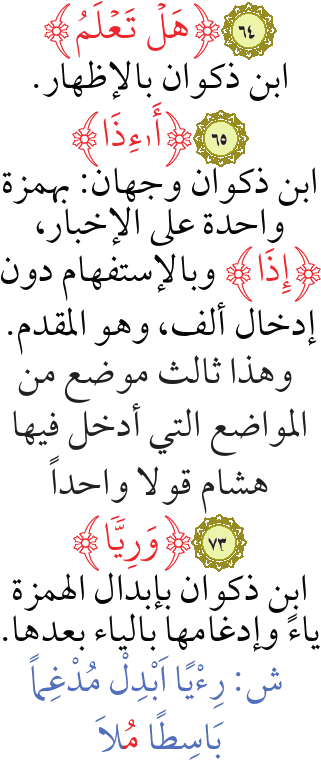 ٦٤ ﴿هَلۡ تَعۡلَمُ﴾
ابن ذكوان بالإظهار.
٦٥ ﴿أَ.ءِذَا﴾
ابن ذكوان وجهان: بهمزة
واحدة على الإخبار،
﴿إِذَا﴾ وبالإستفهام دون
إدخال ألف، وهو المقدم.
وهذا ثالث موضع من
المواضع التي أدخل فيها
هشام قولا واحداً
٧٣ ﴿وَرِيًّا﴾
ابن ذكوان بإبدال الهمزة
ياءً وإدغامها بالياء بعدها.
ش: رِءْيًا اَبْدِلْ مُدْغِماً
بَاسِطًا مُلاَ